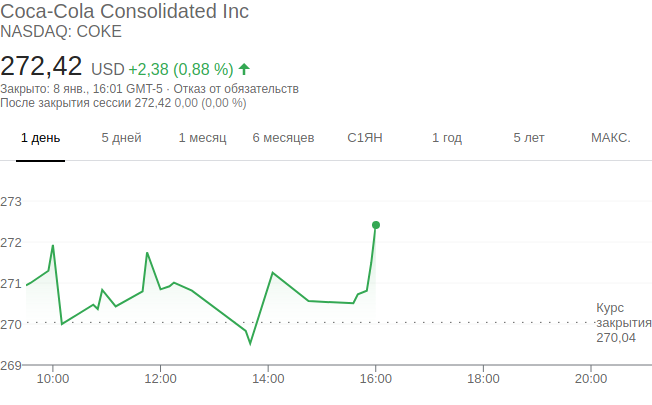 Coca-Cola Consolidated Inc
NASDAQ: COKE
272,42 USD +2,38 (0,88 %)
Закрыто: 8 янв., 16:01 GMT-5 · Отказ от обязательств
После закрытия сессии 272,42 0,00 (0,00 %)
1 день 5 дней 1 месяц 6 месяцев С1ЯН 1 год 5 лет МАКС.
273
272
271
270
269
Курс
закрытия
270,04
10:00 12:00 14:00 16:00 18:00 20:00